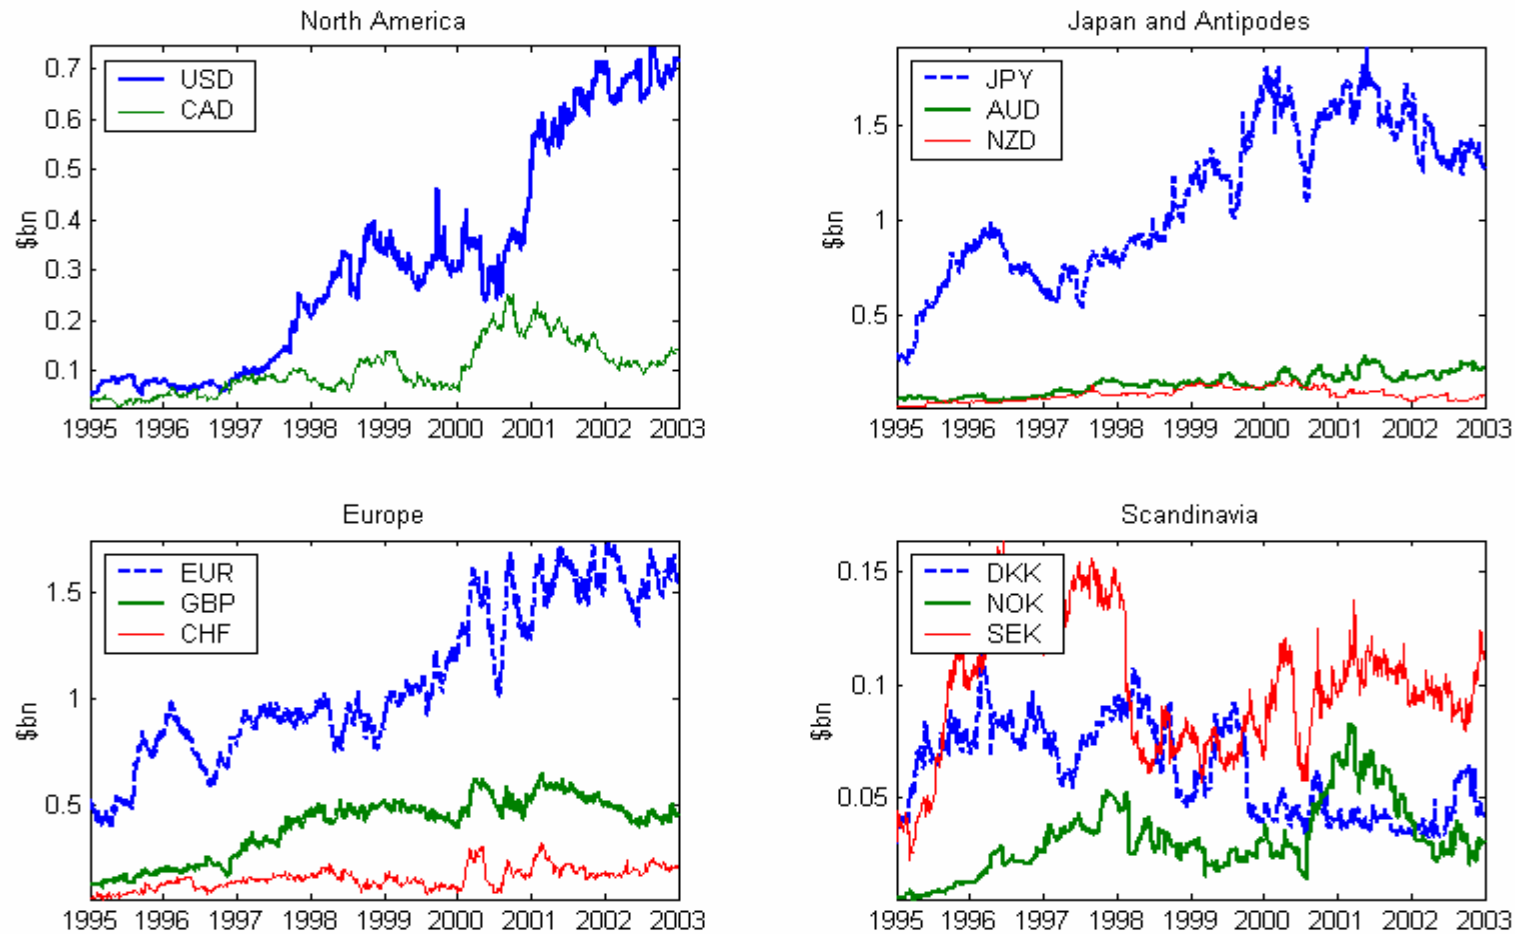 North America
0.7
0.6
0.5
0.4
0.3
0.2
0.1
$bn
USD
CAD
1995 1996 1997 1998 1999 2000 2001 2002 2003
Japan and Antipodes
1.5
1
0.5
$bn
JPY
AUD
NZD
1995 1996 1997 1998 1999 2000 2001 2002 2003
Europe
1.5
1
0.5
$bn
EUR
GBP
CHF
1995 1996 1997 1998 1999 2000 2001 2002 2003
Scandinavia
0.15
0.1
0.05
$bn
DKK
NOK
SEK
1995 1996 1997 1998 1999 2000 2001 2002 2003